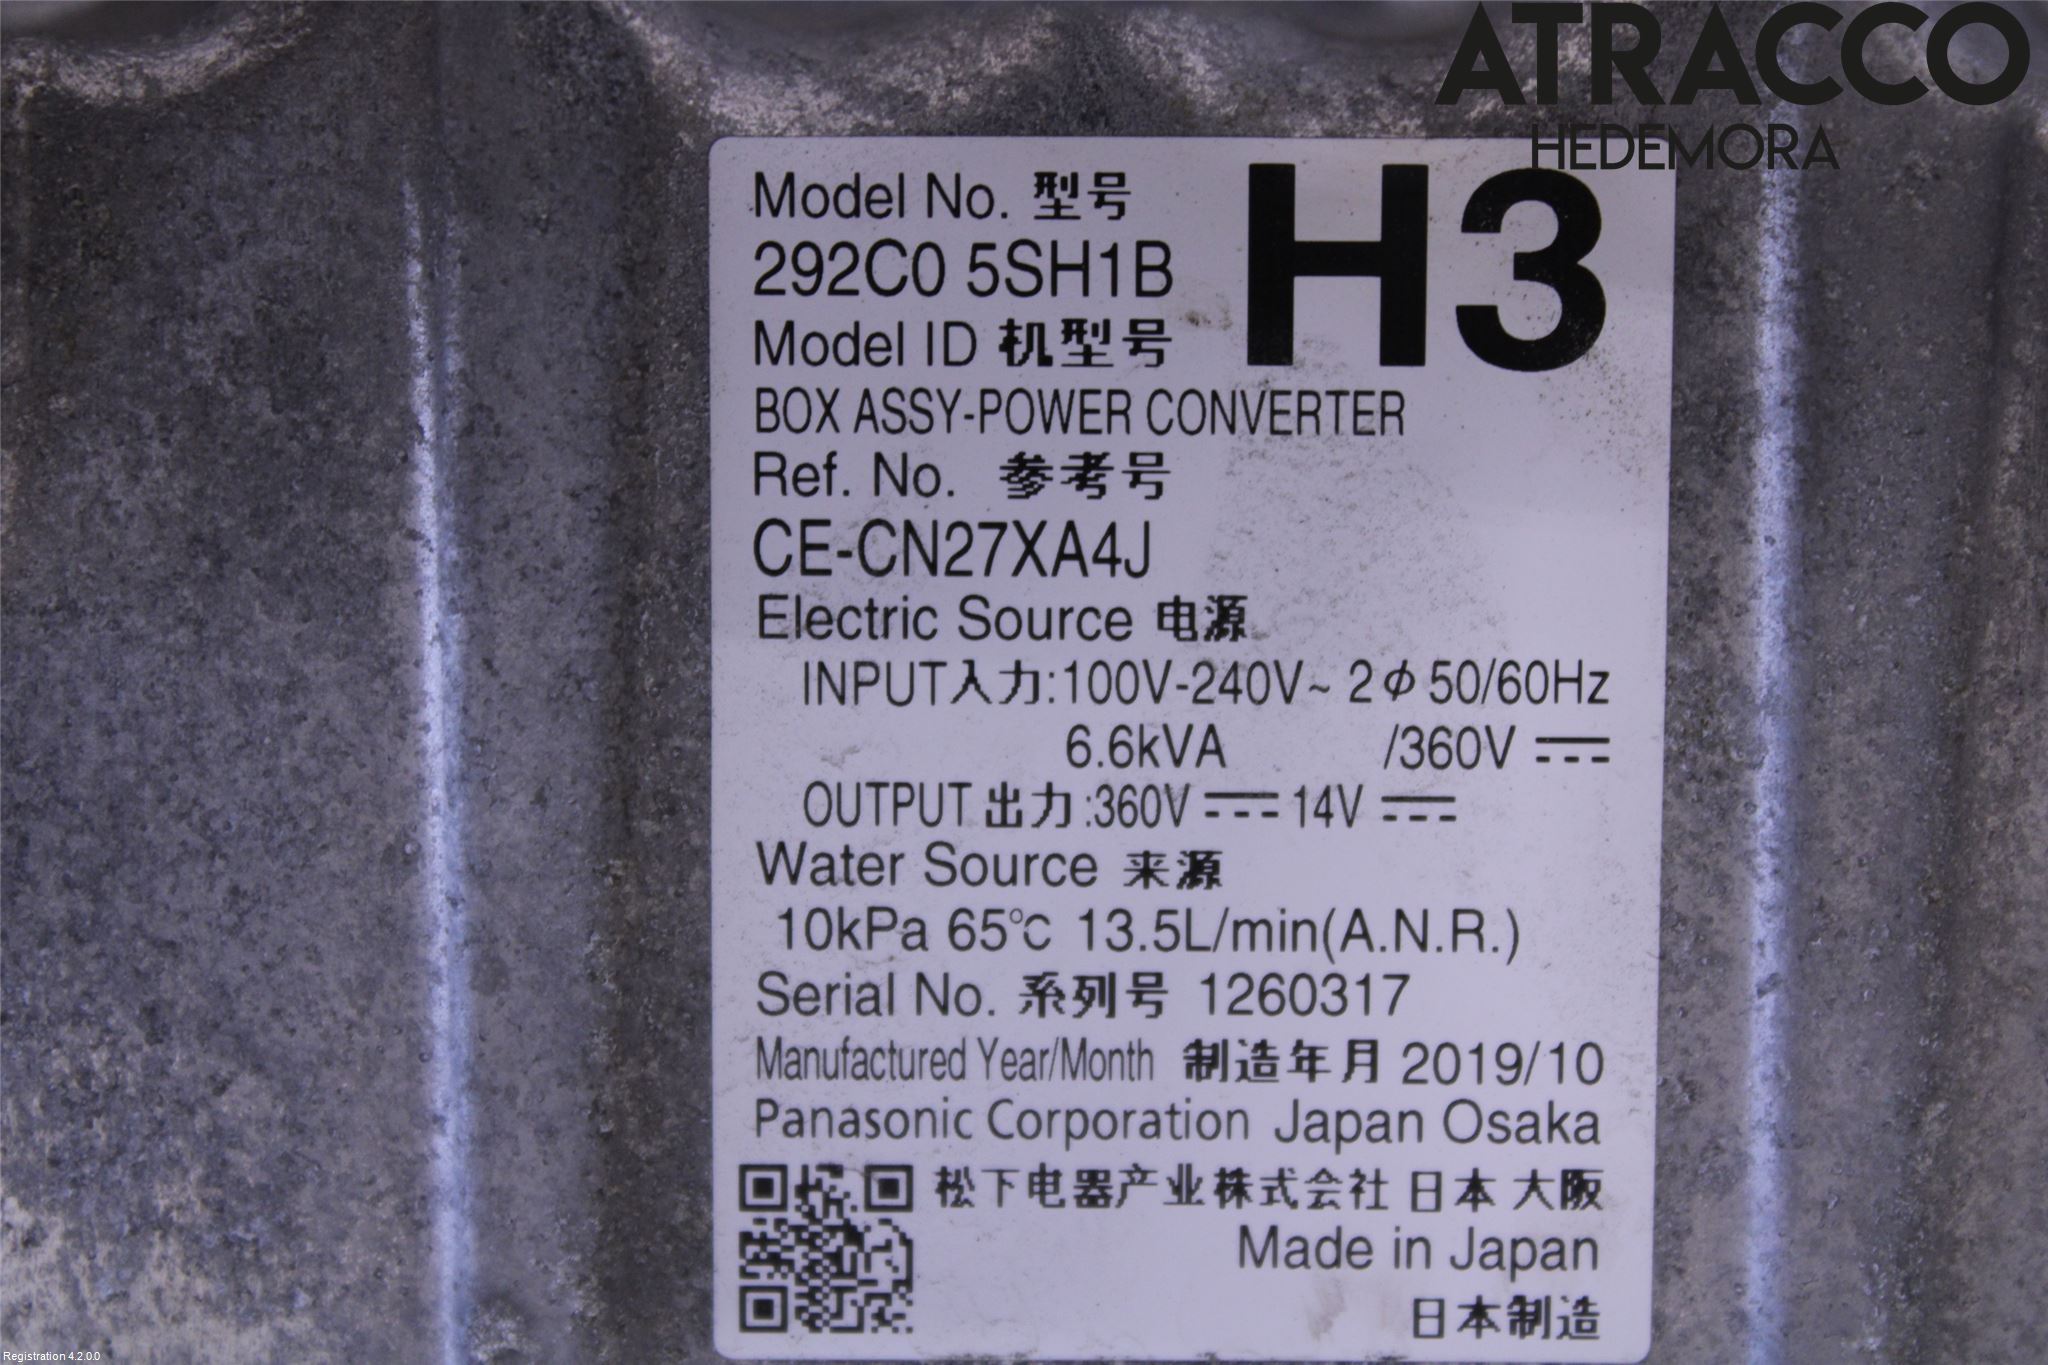 ATRACCO
HEDEMORA
Model No. 型号
H3
292C0 5SH1B
Model ID 机型号
BOX ASSY-POWER CONVERTER
Ref. No. 参考号
CE-CN27XA4J
Electric Source 电源
INPUT入力:100V-240V~ 2ϕ 50/60Hz
6.6kVA /360V ⎓
OUTPUT 出力:360V ⎓ 14V ⎓
Water Source 来源
10kPa 65℃ 13.5L/min(A.N.R.)
Serial No. 系列号 1260317
Manufactured Year/Month 制造年月 2019/10
Panasonic Corporation Japan Osaka
松下电器产业株式会社 日本 大阪
Made in Japan
日本制造
Registration 4.2.0.0